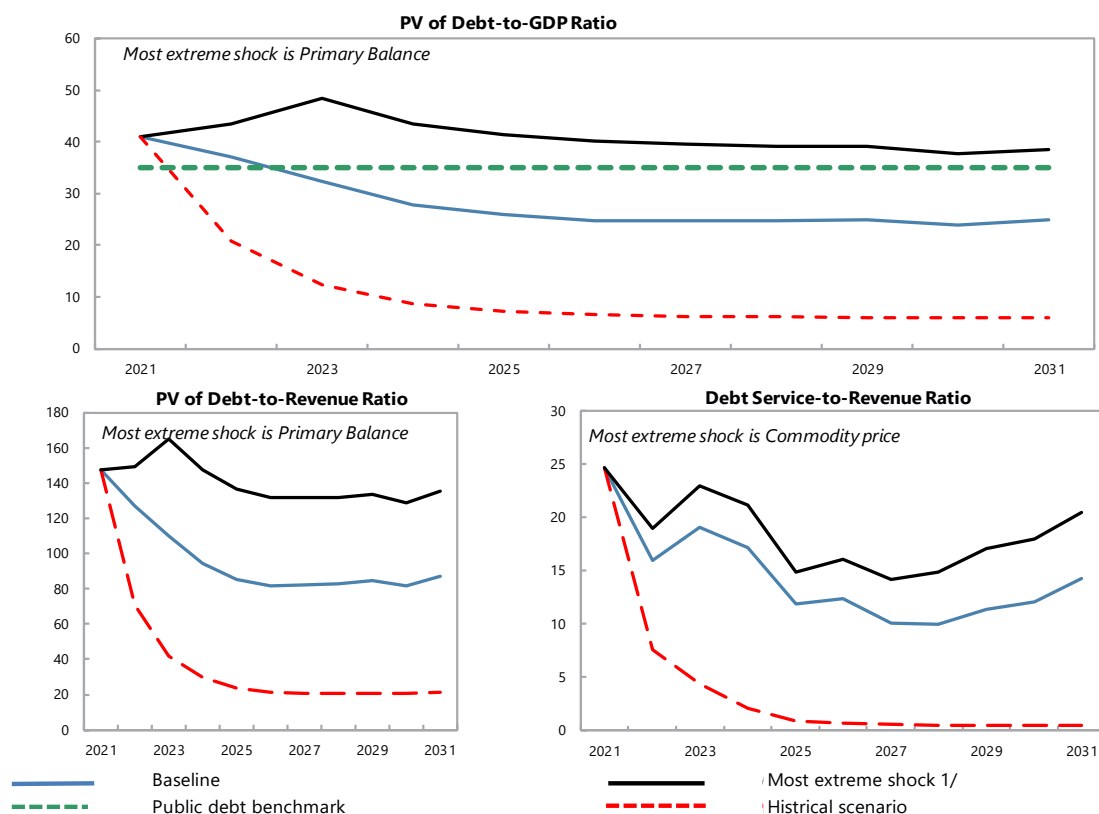 PV of Debt-to-GDP Ratio
Most extreme shock is Primary Balance
60
50
40
30
20
10
0
2021 2023 2025 2027 2029 2031
PV of Debt-to-Revenue Ratio
Most extreme shock is Primary Balance
180
160
140
120
100
80
60
40
20
0
2021 2023 2025 2027 2029 2031
Debt Service-to-Revenue Ratio
Most extreme shock is Commodity price
30
25
20
15
10
5
0
2021 2023 2025 2027 2029 2031
Baseline
Public debt benchmark
Most extreme shock 1/
Histrical scenario